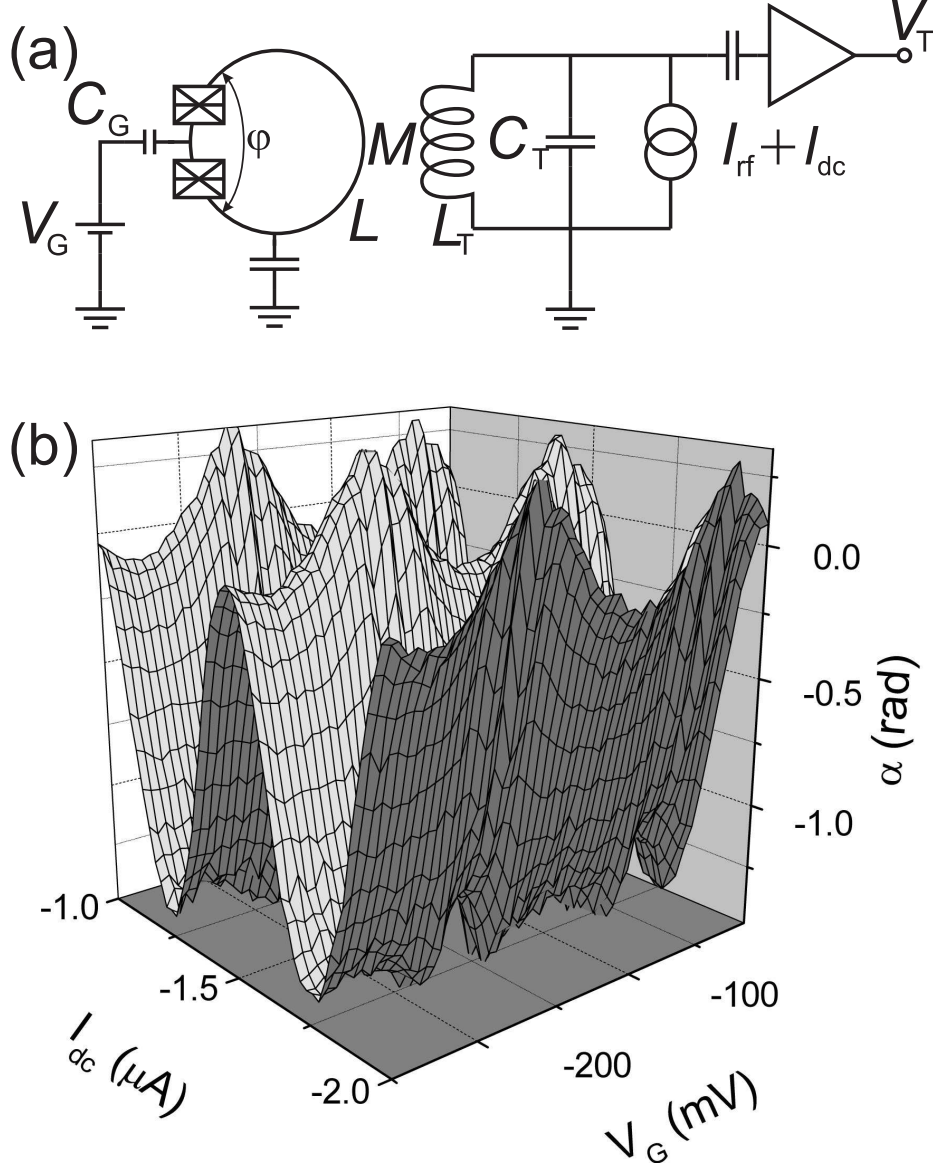 (a)
V_T
C_G
φ
M
C_T
I_rf + I_dc
V_G
L
L_T
(b)
0.0
-0.5
α (rad)
-1.0
-1.0
-1.5
-100
I_dc (μA)
-200
-2.0
V_G (mV)